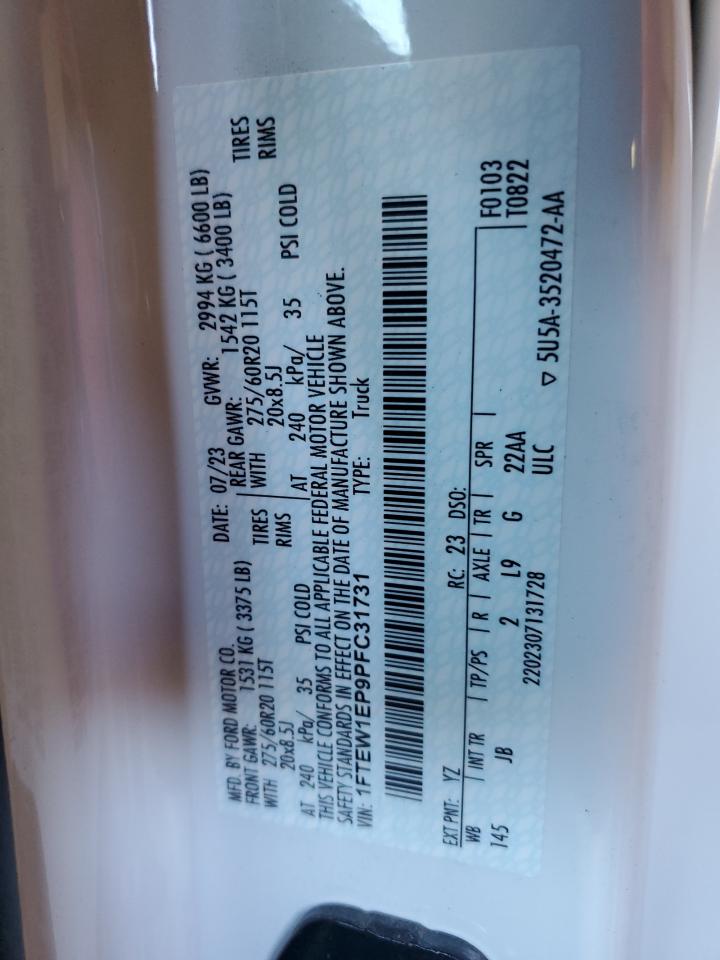 MFD. BY FORD MOTOR CO.
DATE: 07/23 GVWR: 2994 KG ( 6600 LB)
FRONT GAWR: 1531 KG ( 3375 LB)
REAR GAWR: 1542 KG ( 3400 LB)
WITH 275/60R20 115T TIRES
WITH 275/60R20 115T TIRES
20x8.5J RIMS
20x8.5J RIMS
AT 240 kPa/ 35 PSI COLD
AT 240 kPa/ 35 PSI COLD
THIS VEHICLE CONFORMS TO ALL APPLICABLE FEDERAL MOTOR VEHICLE
SAFETY STANDARDS IN EFFECT ON THE DATE OF MANUFACTURE SHOWN ABOVE.
VIN: 1FTEW1EP9PFC31731 TYPE: Truck
EXT PNT: YZ RC: 23 DSO: F0103
WB INT TR TP/PS R AXLE TR SPR T0822
145 JB 2 L9 G 22AA
2202307131728 ULC ▽ 5U5A-3520472-AA